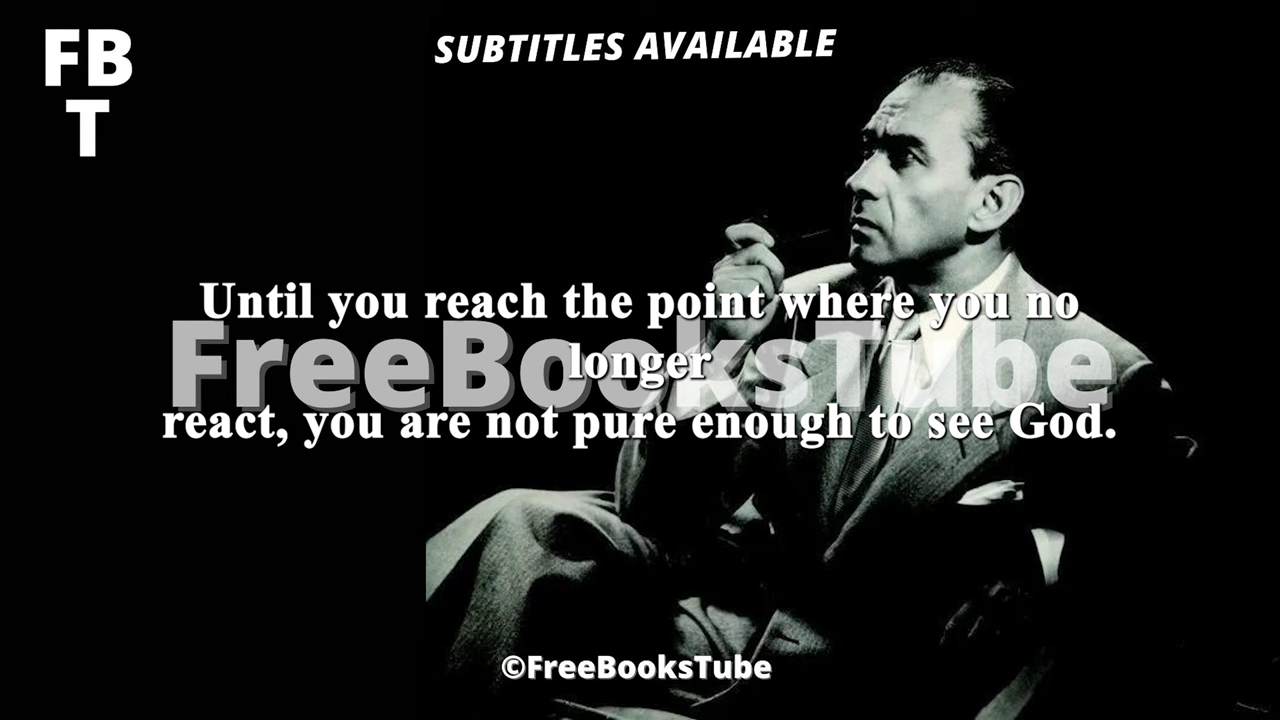 FB
T
SUBTITLES AVAILABLE
Until you reach the point where you no
longer
FreeBooksTube
react, you are not pure enough to see God.
©FreeBooksTube